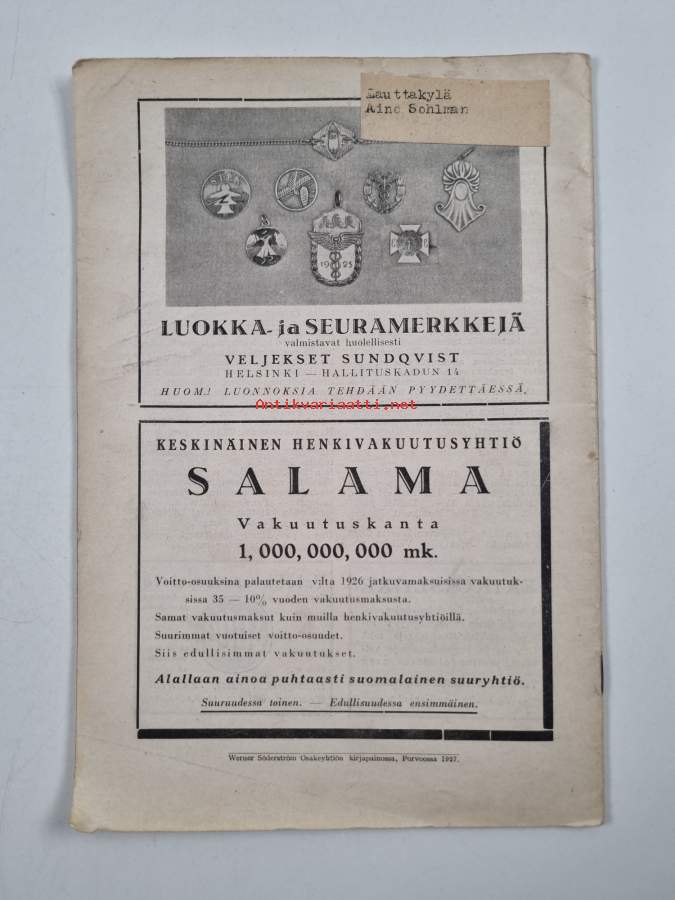 Lauttakylä
Aino Sohlman
1925
LUOKKA- ja SEURAMERKKEJÄ
valmistavat huolellisesti
VELJEKSET SUNDQVIST
HELSINKI — HALLITUSKADUN 14
HUOM.! LUONNOKSIA TEHDÄÄN PYYDETTÄESSÄ.
Antikvariaatti.net
KESKINÄINEN HENKIVAKUUTUSYHTIÖ
SALAMA
Vakuutuskanta
1,000,000,000 mk.
Voitto-osuuksina palautetaan v:lta 1926 jatkuvamaksuisissa vakuutuk-
sissa 35 — 10% vuoden vakuutusmaksusta.
Samat vakuutusmaksut kuin muilla henkivakuutusyhtiöillä.
Suurimmat vuotuiset voitto-osuudet.
Siis edullisimmat vakuutukset.
Alallaan ainoa puhtaasti suomalainen suuryhtiö.
Suuruudessa toinen. — Edullisuudessa ensimmäinen.
Werner Söderström Osakeyhtiön kirjapainossa, Porvoossa 1927.